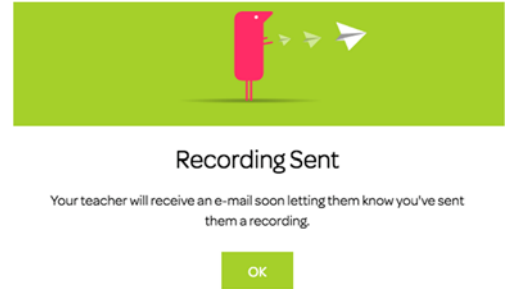 Recording Sent
Your teacher will receive an e-mail soon letting them know you've sent
them a recording.
OK